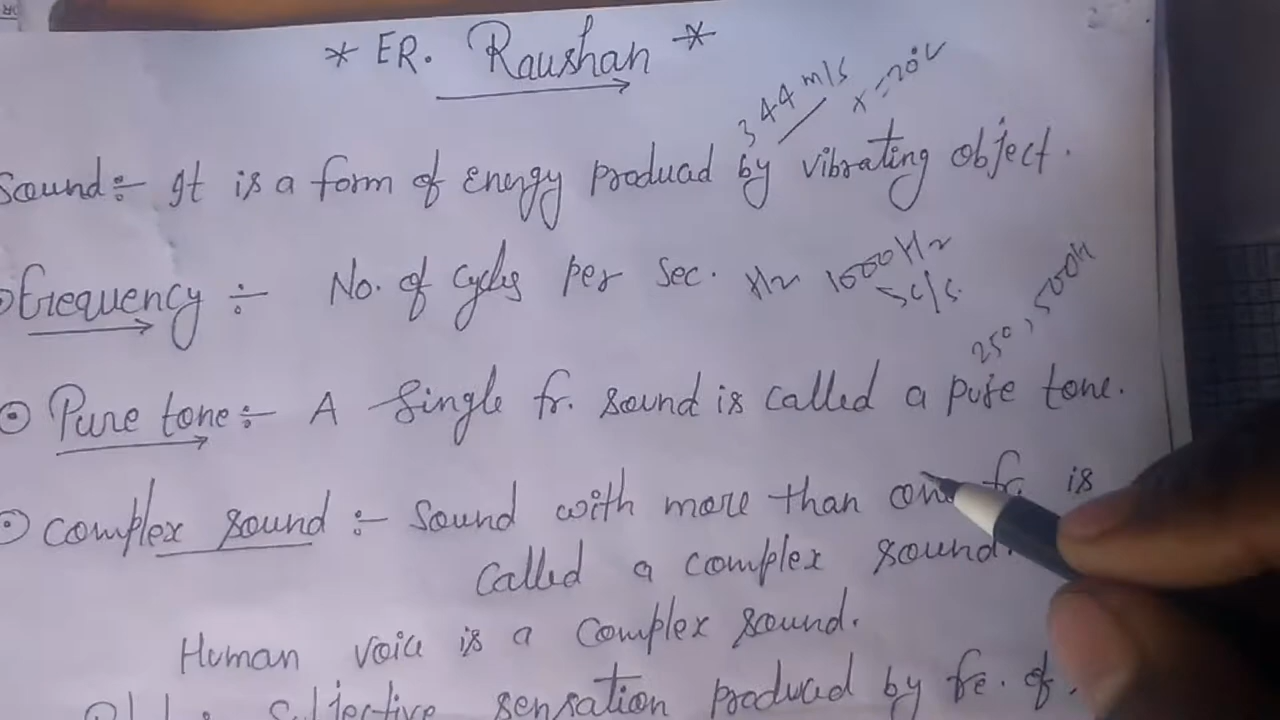 * ER. Raushan *
344 m/s
Sound:- It is a form of Energy produced by vibrating object.
Frequency ÷ No. of Cycles per Sec. Hz 1000Hz
5c/s.
250, 500H
Pure tone:- A Single fr. sound is called a pure tone.
Complex sound :- Sound with more than one fr. is
called a complex sound.
Human voice is a complex sound.
subjective sensation produced by fr. of